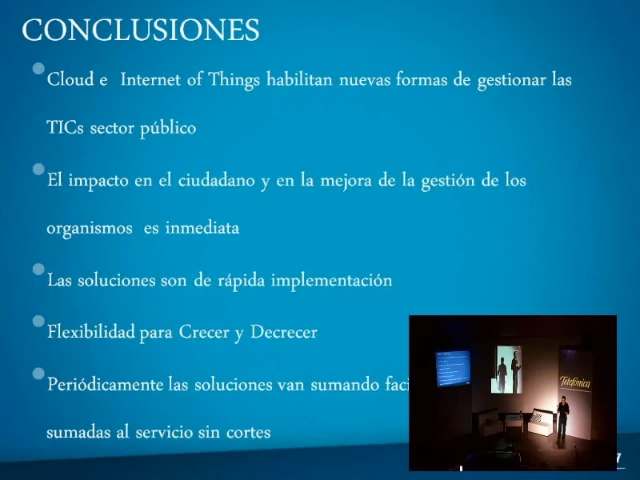 CONCLUSIONES
Cloud e Internet of Things habilitan nuevas formas de gestionar las
TICs sector público
El impacto en el ciudadano y en la mejora de la gestión de los
organismos es inmediata
Las soluciones son de rápida implementación
Flexibilidad para Crecer y Decrecer
Periódicamente las soluciones van sumando
sumadas al servicio sin cortes
Telefónica